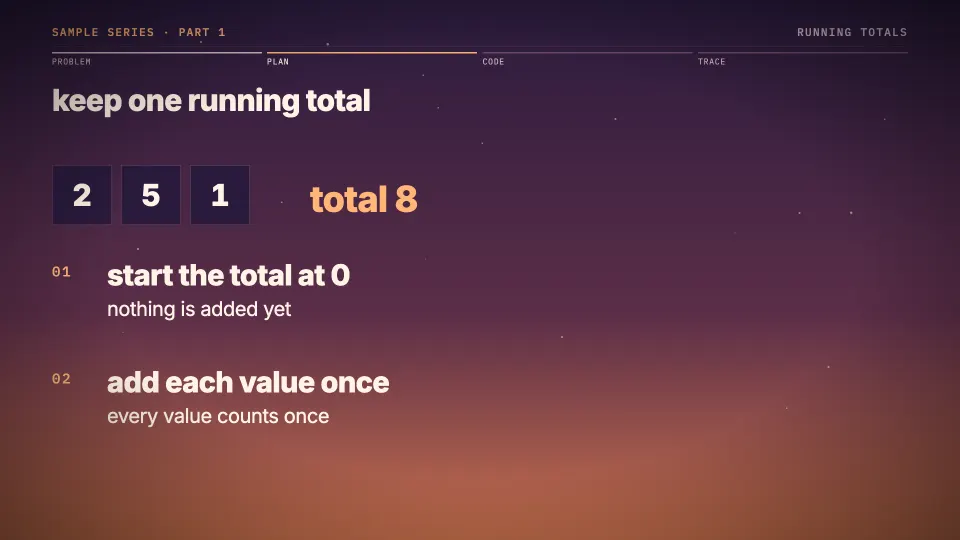 SAMPLE SERIES · PART 1
RUNNING TOTALS
PROBLEM
PLAN
CODE
TRACE
keep one running total
2 5 1 total 8
01 start the total at 0
nothing is added yet
02 add each value once
every value counts once